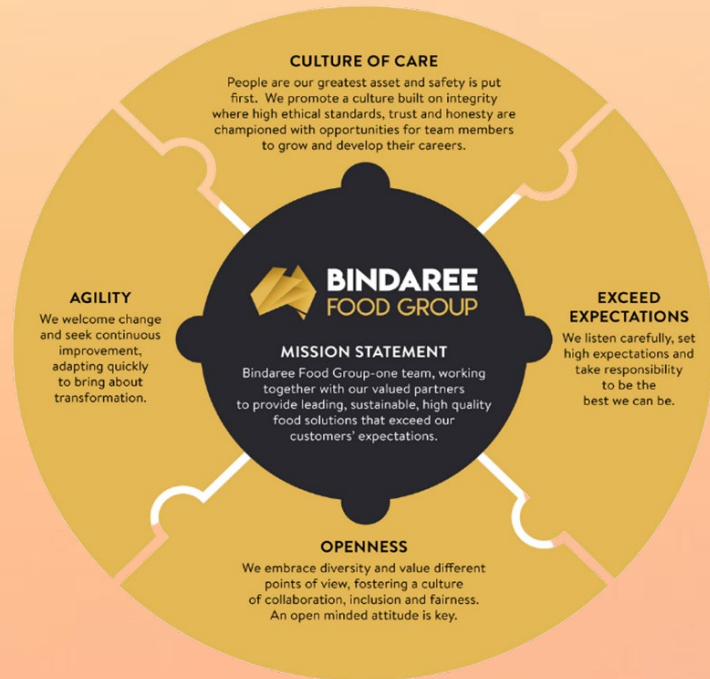 CULTURE OF CARE
People are our greatest asset and safety is put
first. We promote a culture built on integrity
where high ethical standards, trust and honesty are
championed with opportunities for team members
to grow and develop their careers.
AGILITY
We welcome change
and seek continuous
improvement,
adapting quickly
to bring about
transformation.
BINDAREE
FOOD GROUP
MISSION STATEMENT
Bindaree Food Group-one team, working
together with our valued partners
to provide leading, sustainable, high quality
food solutions that exceed our
customers' expectations.
EXCEED
EXPECTATIONS
We listen carefully, set
high expectations and
take responsibility
to be the
best we can be.
OPENNESS
We embrace diversity and value different
points of view, fostering a culture
of collaboration, inclusion and fairness.
An open minded attitude is key.